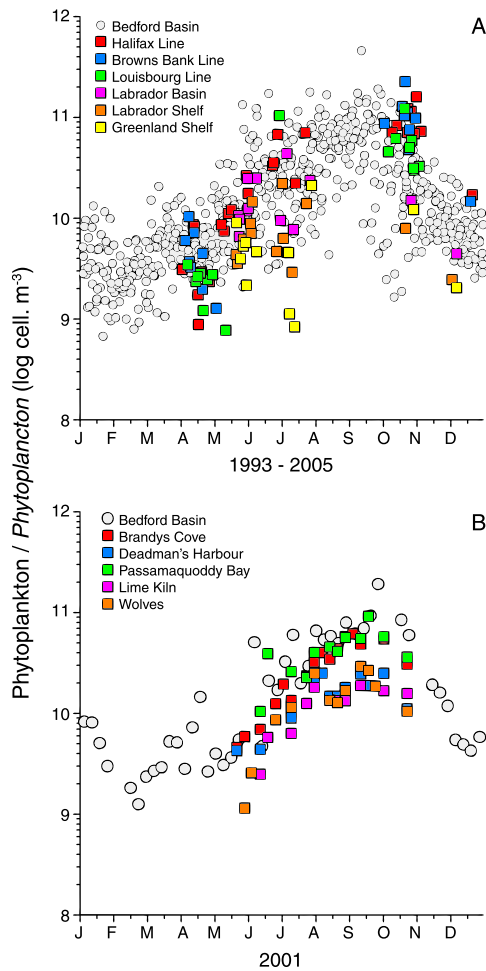 12
A
Bedford Basin
Halifax Line
Browns Bank Line
Louisbourg Line
Labrador Basin
Labrador Shelf
Greenland Shelf
11
10
9
8
J F M A M J J A S O N D
1993 - 2005
Phytoplankton / Phytoplancton (log cell. m-3)
12
B
Bedford Basin
Brandys Cove
Deadman's Harbour
Passamaquoddy Bay
Lime Kiln
Wolves
11
10
9
8
J F M A M J J A S O N D
2001